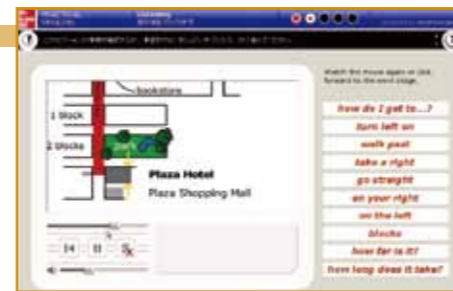 PRACTICAL
ENGLISH
bookstore
1 block
2 blocks
Plaza Hotel
Plaza Shopping Mall
Watch the movie again or click
forward to the next stage.
how do I get to...?
turn left on
walk past
take a right
go straight
on your right
on the left
blocks
how far is it?
how long does it take?